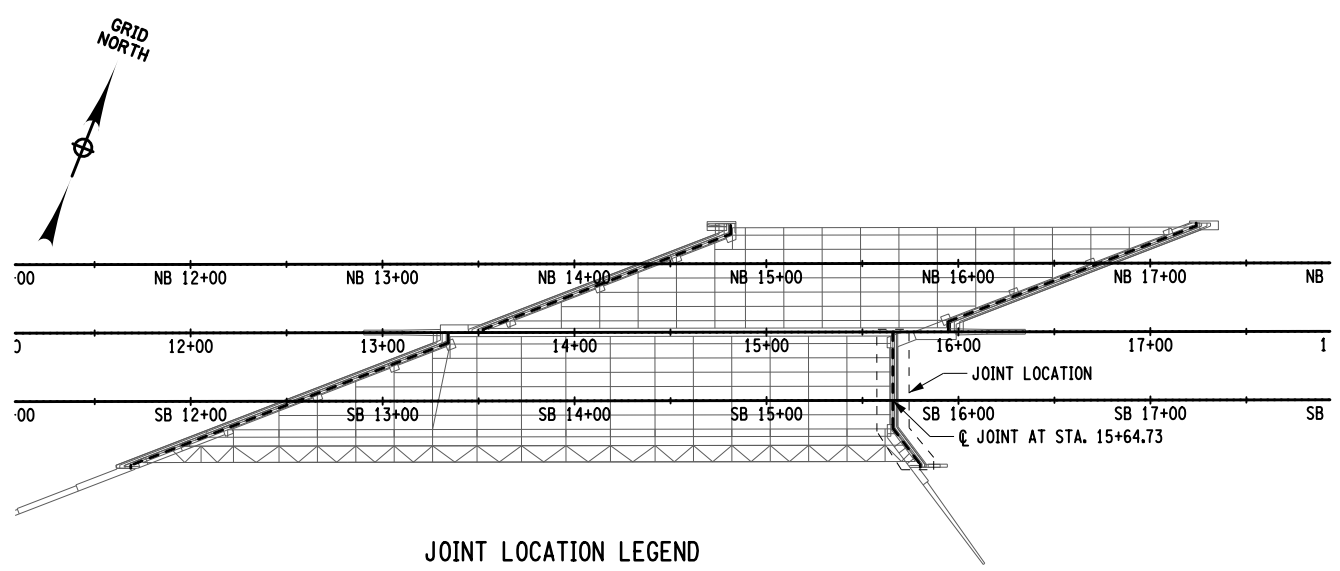 GRID
NORTH
-00 NB 12+00 NB 13+00 NB 14+00 NB 15+00 NB 16+00 NB 17+00 NB
12+00 13+00 14+00 15+00 16+00 17+00 1
JOINT LOCATION
-00 SB 12+00 SB 13+00 SB 14+00 SB 15+00 SB 16+00 SB 17+00 SB
℄ JOINT AT STA. 15+64.73
JOINT LOCATION LEGEND